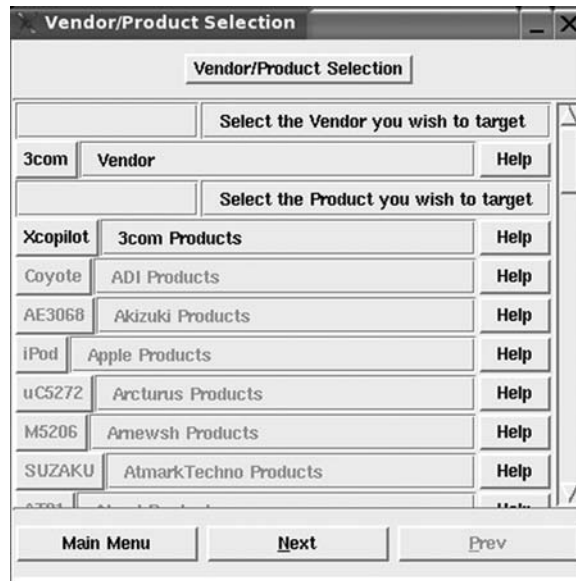 Vendor/Product Selection
Vendor/Product Selection
Select the Vendor you wish to target
3com Vendor Help
Select the Product you wish to target
Xcopilot 3com Products Help
Coyote ADI Products Help
AE3068 Akizuki Products Help
iPod Apple Products Help
uC5272 Arcturus Products Help
M5206 Arnewsh Products Help
SUZAKU AtmarkTechno Products Help
Main Menu Next Prev